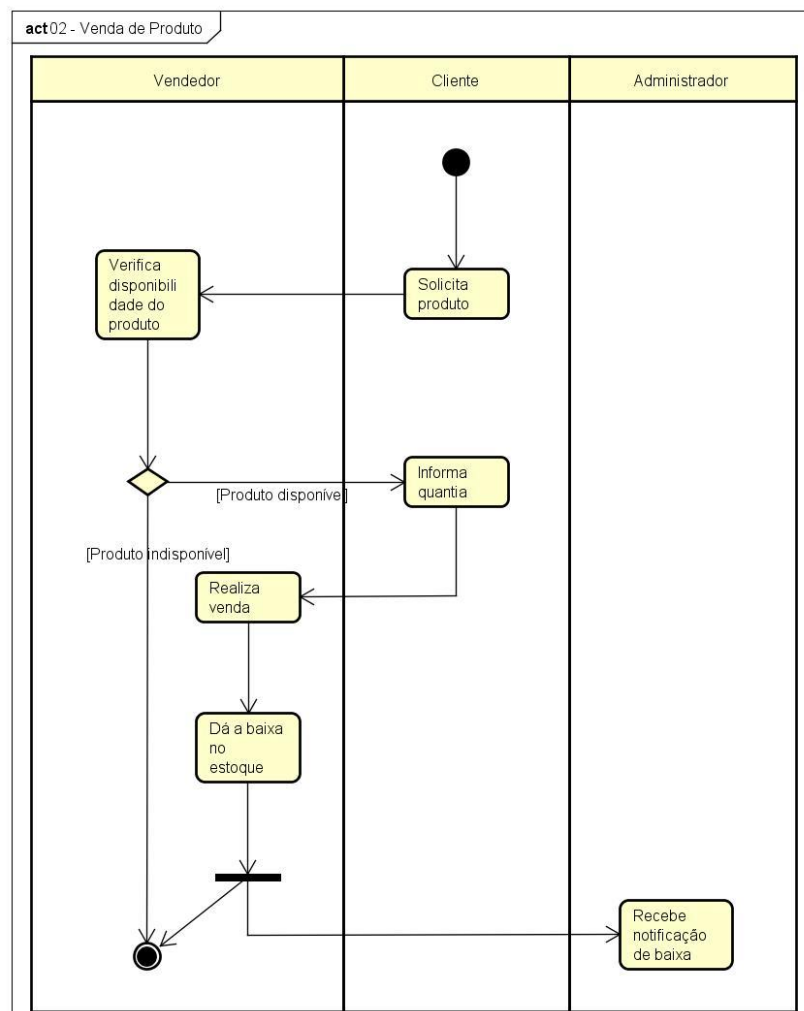 act 02 - Venda de Produto
Vendedor
Cliente
Administrador
Verifica
disponibili
dade do
produto
Solicita
produto
Informa
quantia
[Produto disponível]
[Produto indisponível]
Realiza
venda
Dá a baixa
no
estoque
Recebe
notificação
de baixa